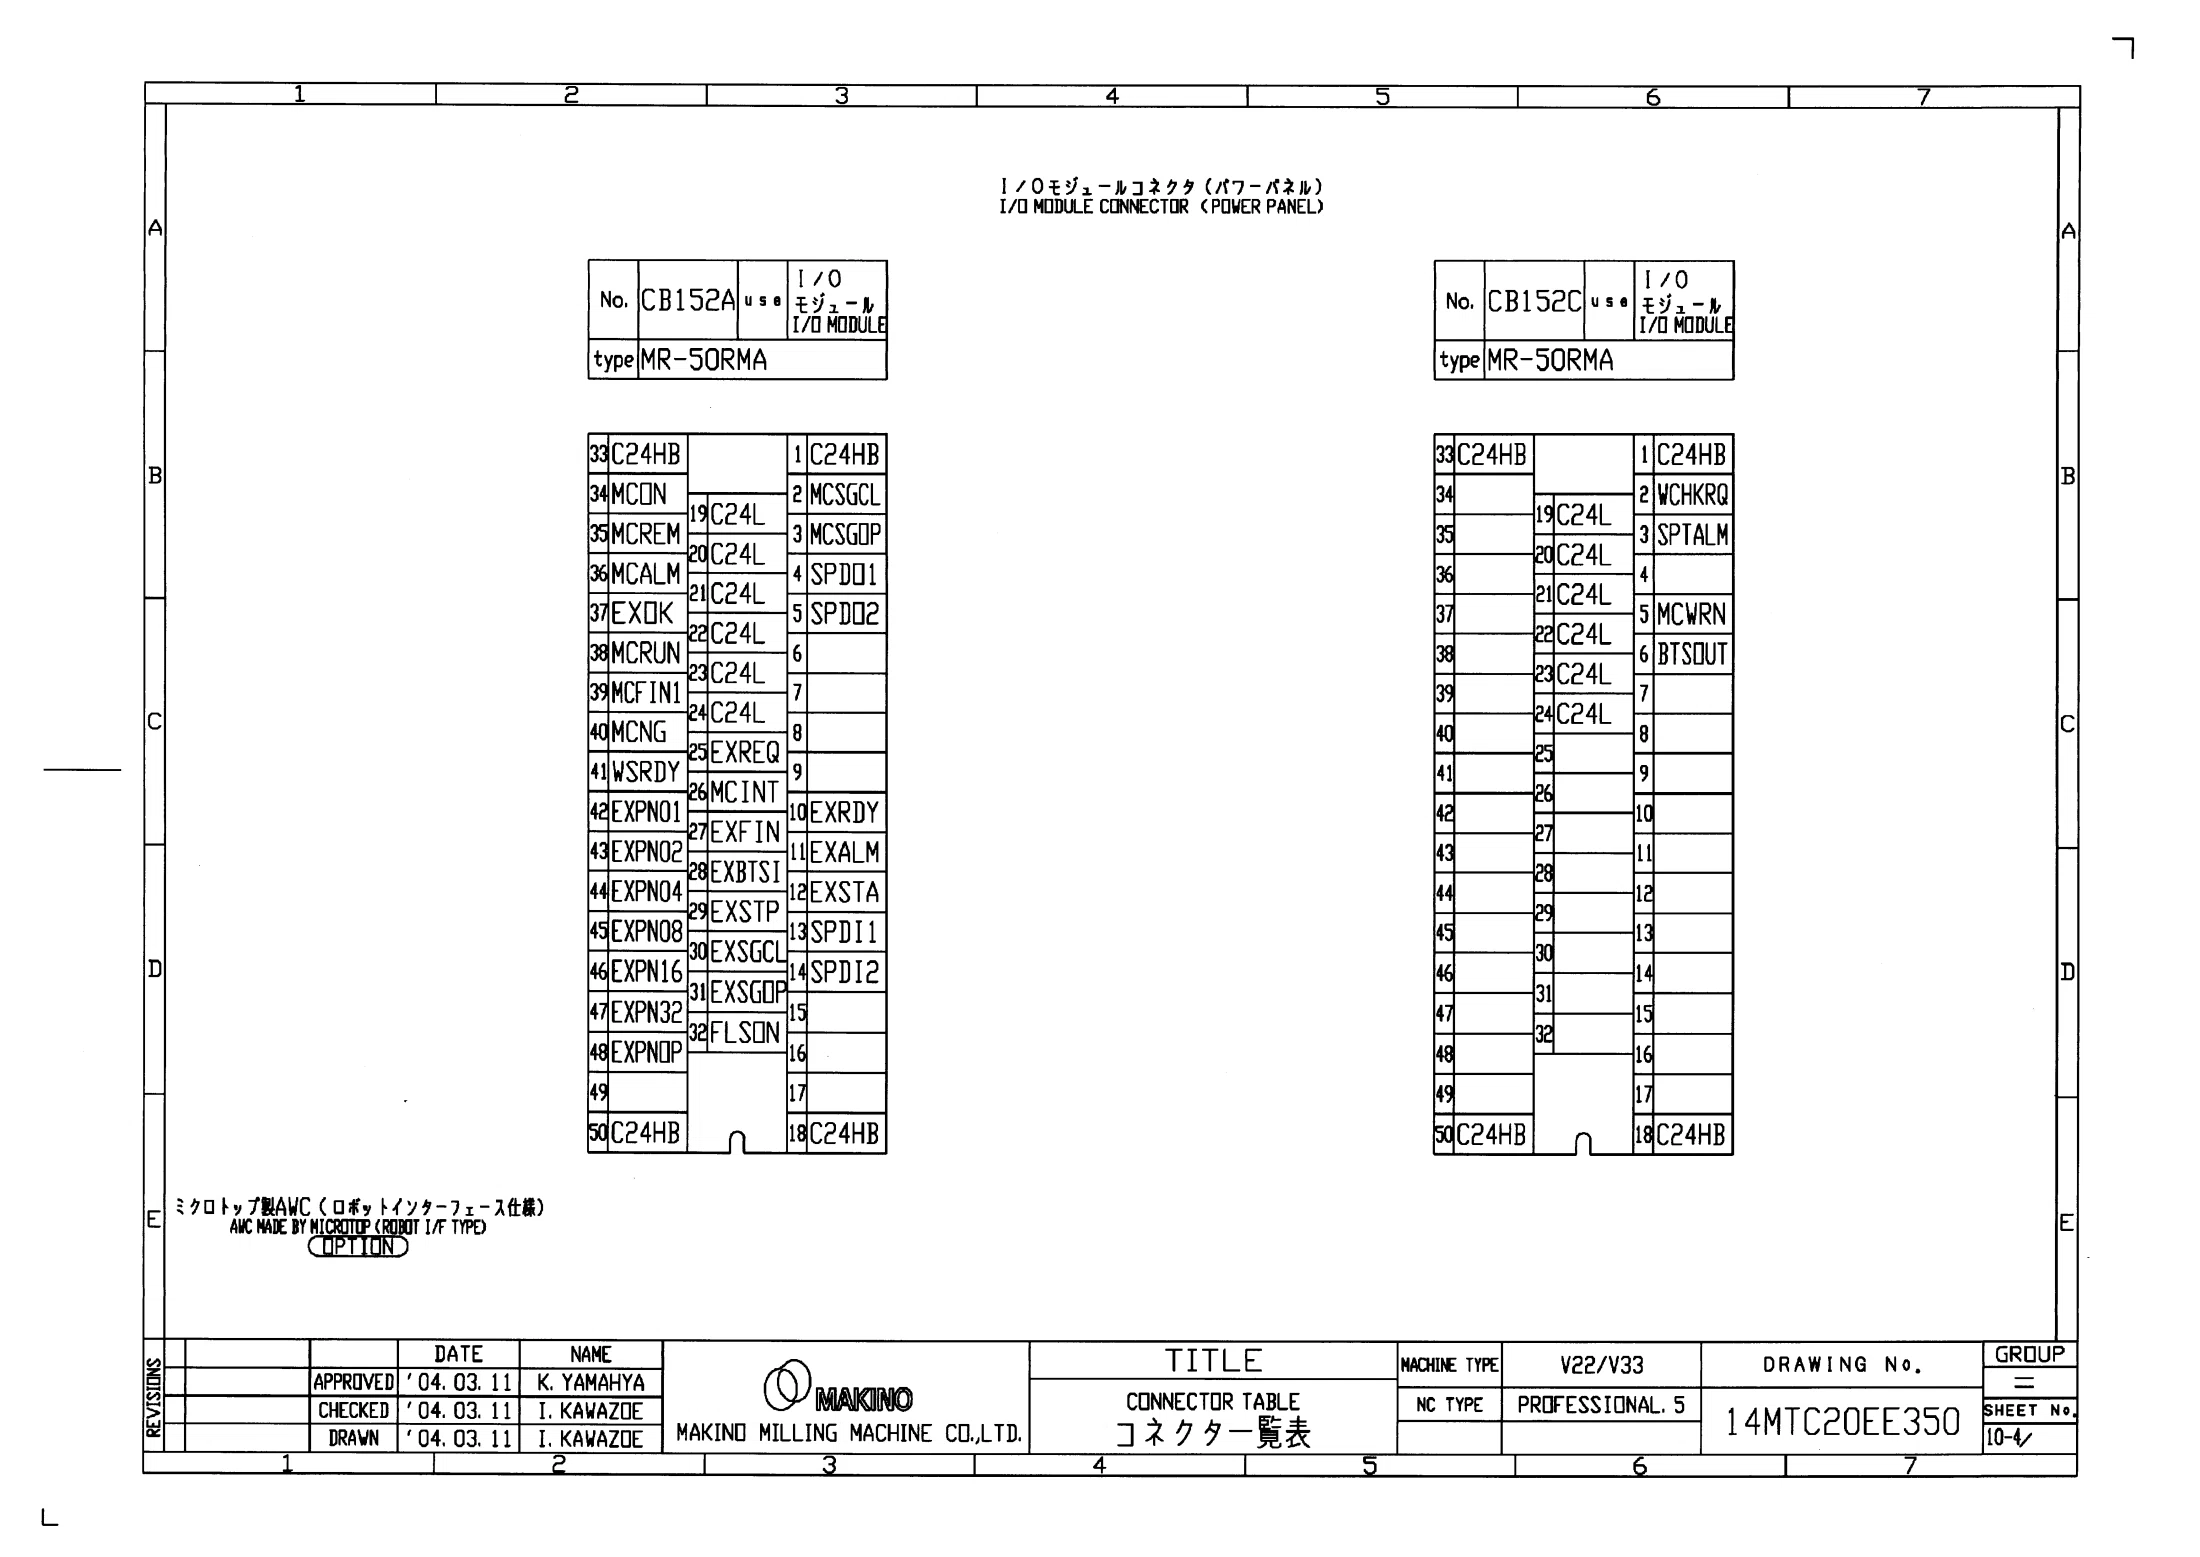 1 2 3 4 5 6 7
A A
B B
C C
D D
E E
I/Oモジュールコネクタ(パワーパネル)
I/O MODULE CONNECTOR (POWER PANEL)
No. CB152A use I/O モジュール I/O MODULE
type MR-50RMA
33 C24HB
34 MCON
35 MCREM
36 MCALM
37 EXOK
38 MCRUN
39 MCFIN1
40 MCNG
41 WSRDY
42 EXPN01
43 EXPN02
44 EXPN04
45 EXPN08
46 EXPN16
47 EXPN32
48 EXPNOP
49
50 C24HB
19 C24L
20 C24L
21 C24L
22 C24L
23 C24L
24 C24L
25 EXREQ
26 MCINT
27 EXFIN
28 EXBTSI
29 EXSTP
30 EXSGCL
31 EXSGOP
32 FLSON
1 C24HB
2 MCSGCL
3 MCSGOP
4 SPDO1
5 SPDO2
6
7
8
9
10 EXRDY
11 EXALM
12 EXSTA
13 SPDI1
14 SPDI2
15
16
17
18 C24HB
No. CB152C use I/O モジュール I/O MODULE
type MR-50RMA
33 C24HB
34
35
36
37
38
39
40
41
42
43
44
45
46
47
48
49
50 C24HB
19 C24L
20 C24L
21 C24L
22 C24L
23 C24L
24 C24L
25
26
27
28
29
30
31
32
1 C24HB
2 WCHKRQ
3 SPTALM
4
5 MCWRN
6 BTSOUT
7
8
9
10
11
12
13
14
15
16
17
18 C24HB
ミクロトップ製AWC(ロボットインターフェース仕様)
AWC MADE BY MICROTOP (ROBOT I/F TYPE)
OPTION
REVISIONS
DATE NAME
APPROVED '04. 03. 11 K. YAMAHYA
CHECKED '04. 03. 11 I. KAWAZOE
DRAWN '04. 03. 11 I. KAWAZOE
MAKINO
MAKINO MILLING MACHINE CO.,LTD.
TITLE
CONNECTOR TABLE
コネクター覧表
MACHINE TYPE V22/V33
NC TYPE PROFESSIONAL. 5
DRAWING No.
14MTC20EE350
GROUP
=
SHEET No.
10-4/
1 2 3 4 5 6 7